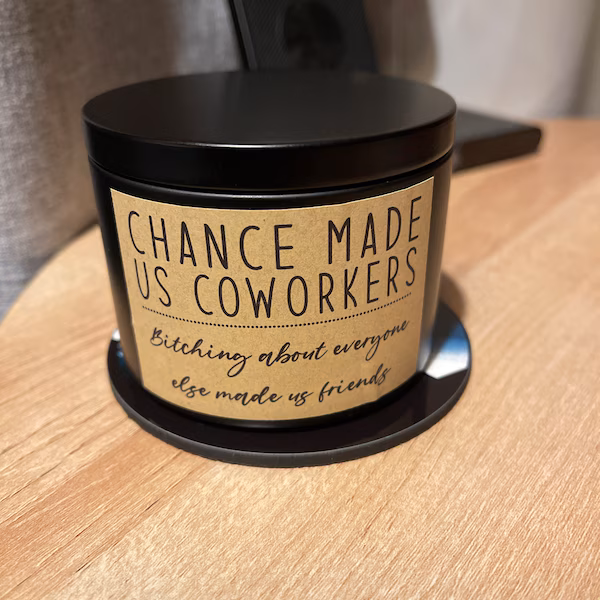 CHANCE MADE
US COWORKERS
Bitching about everyone
else made us friends